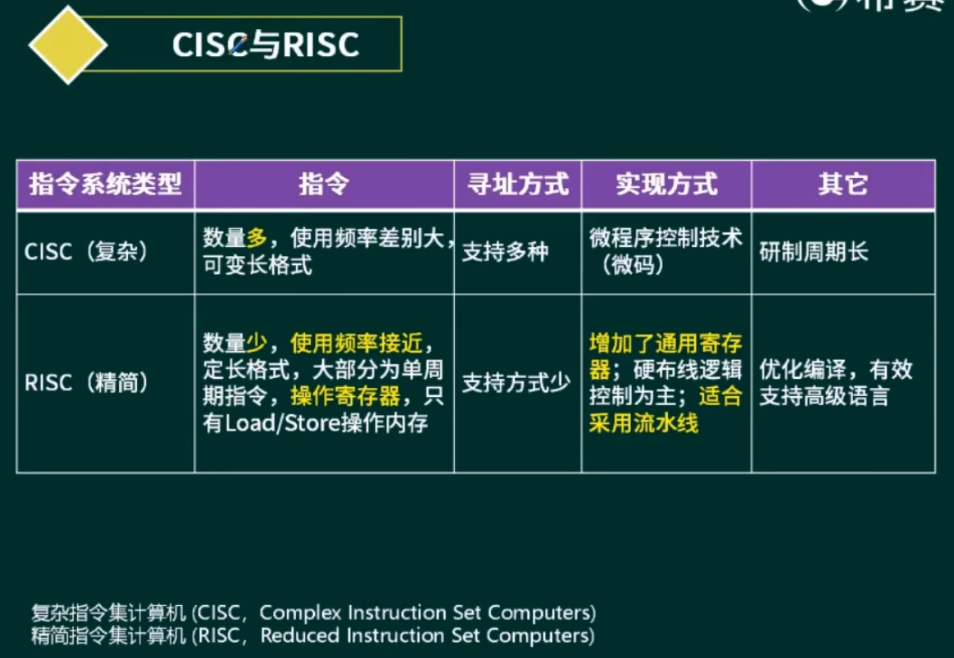 CISC与RISC
指令系统类型 指令 寻址方式 实现方式 其它
CISC（复杂）
数量多，使用频率差别大，
可变长格式
支持多种
微程序控制技术
（微码）
研制周期长
RISC（精简）
数量少，使用频率接近，
定长格式，大部分为单周
期指令，操作寄存器，只
有Load/Store操作内存
支持方式少
增加了通用寄存
器；硬布线逻辑
控制为主；适合
采用流水线
优化编译，有效
支持高级语言
复杂指令集计算机 (CISC，Complex Instruction Set Computers)
精简指令集计算机 (RISC，Reduced Instruction Set Computers)